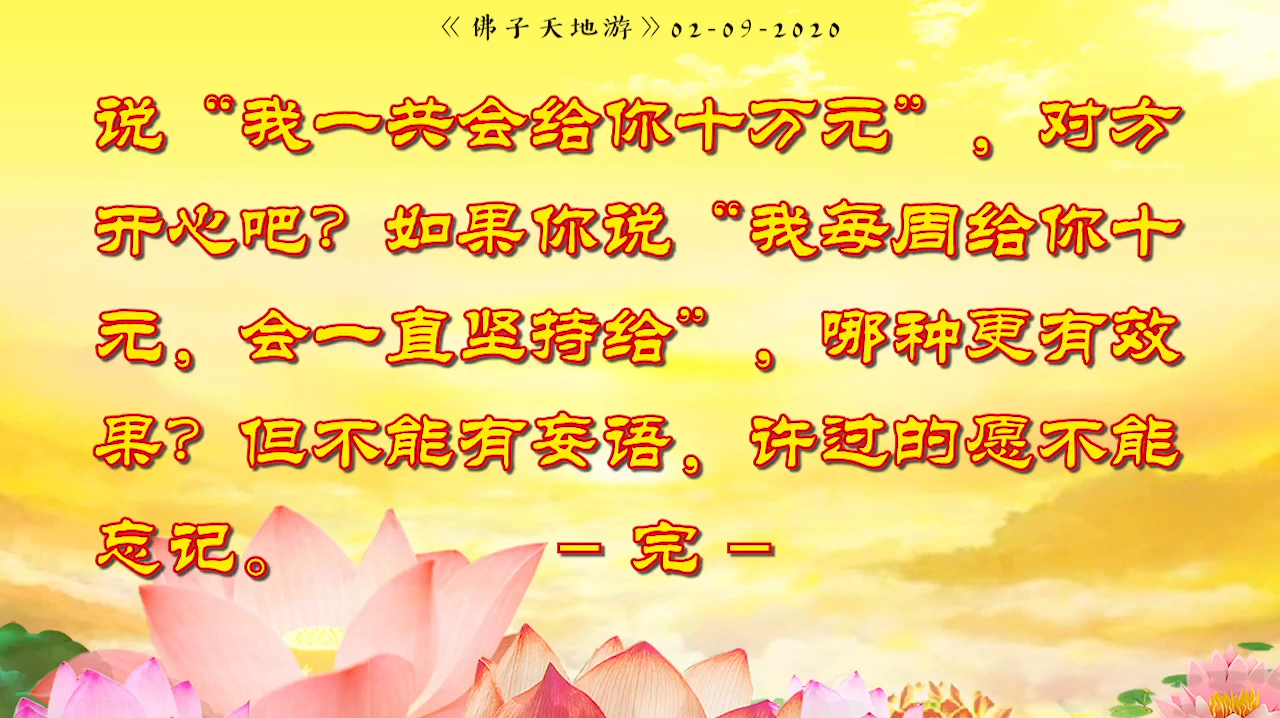 《佛子天地游》02-09-2020
说“我一共会给你十万元”，对方
开心吧？如果你说“我每周给你十
元，会一直坚持给”，哪种更有效
果？但不能有妄语，许过的愿不能
忘记。 － 完 －